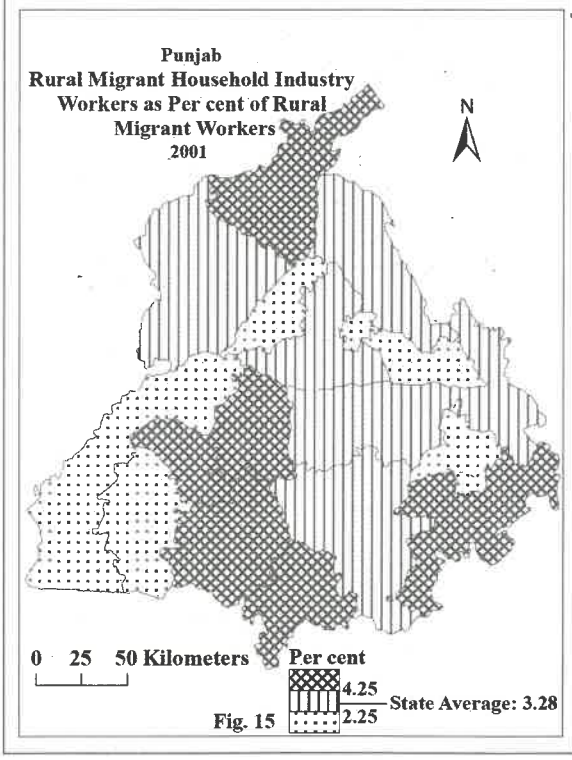 Punjab
Rural Migrant Household Industry
Workers as Per cent of Rural
Migrant Workers
2001
N
0 25 50 Kilometers
Per cent
4.25
State Average: 3.28
2.25
Fig. 15